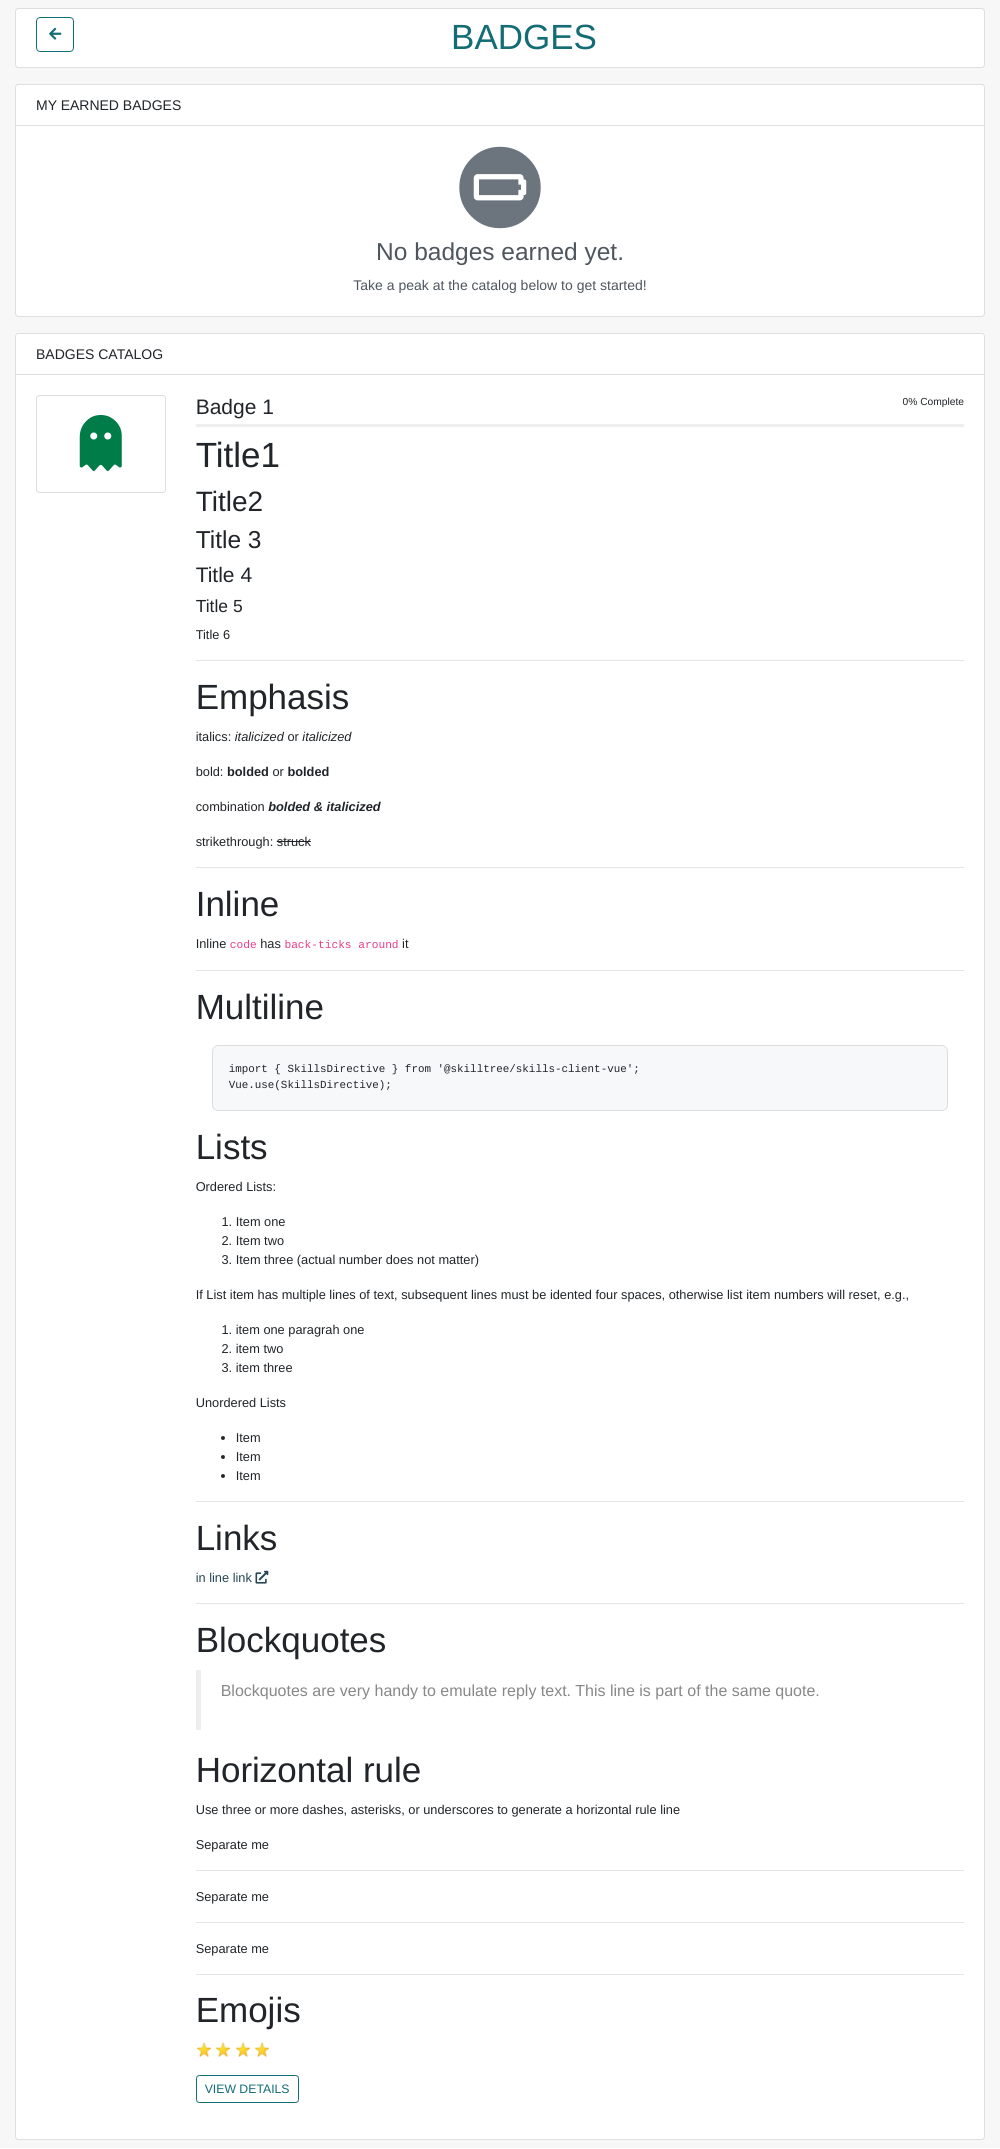 BADGES
MY EARNED BADGES
No badges earned yet.
Take a peak at the catalog below to get started!
BADGES CATALOG
Badge 1
0% Complete
Title1
Title2
Title 3
Title 4
Title 5
Title 6
Emphasis
italics: italicized or italicized
bold: bolded or bolded
combination bolded & italicized
strikethrough: struck
Inline
Inline code has back-ticks around it
Multiline
import { SkillsDirective } from '@skilltree/skills-client-vue';
Vue.use(SkillsDirective);
Lists
Ordered Lists:
1. Item one
2. Item two
3. Item three (actual number does not matter)
If List item has multiple lines of text, subsequent lines must be idented four spaces, otherwise list item numbers will reset, e.g.,
1. item one paragrah one
2. item two
3. item three
Unordered Lists
• Item
• Item
• Item
Links
in line link
Blockquotes
Blockquotes are very handy to emulate reply text. This line is part of the same quote.
Horizontal rule
Use three or more dashes, asterisks, or underscores to generate a horizontal rule line
Separate me
Separate me
Separate me
Emojis
⭐ ⭐ ⭐ ⭐
VIEW DETAILS